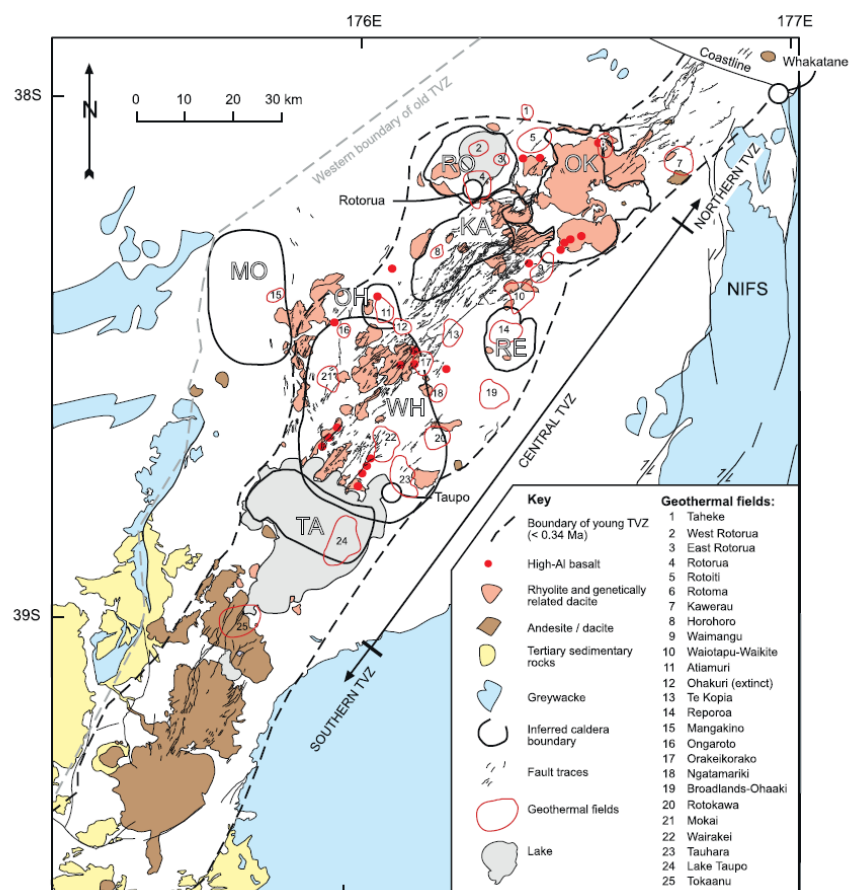 176E
177E
Coastline
Whakatane
38S
N
0 10 20 30 km
Western boundary of old TVZ
1
5
2
RO
3
OK
6
7
4
Rotorua
NORTHERN TVZ
KA
8
9
MO
NIFS
15
OH
10
11
16
12
13
14
RE
17
21
18
19
WH
CENTRAL TVZ
22
20
23
Taupo
TA
24
39S
25
SOUTHERN TVZ
Key
Boundary of young TVZ
(< 0.34 Ma)
High-Al basalt
Rhyolite and genetically
related dacite
Andesite / dacite
Tertiary sedimentary
rocks
Greywacke
Inferred caldera
boundary
Fault traces
Geothermal fields
Lake
Geothermal fields:
1 Taheke
2 West Rotorua
3 East Rotorua
4 Rotorua
5 Rotoiti
6 Rotoma
7 Kawerau
8 Horohoro
9 Waimangu
10 Waiotapu-Waikite
11 Atiamuri
12 Ohakuri (extinct)
13 Te Kopia
14 Reporoa
15 Mangakino
16 Ongaroto
17 Orakeikorako
18 Ngatamariki
19 Broadlands-Ohaaki
20 Rotokawa
21 Mokai
22 Wairakei
23 Tauhara
24 Lake Taupo
25 Tokaanu